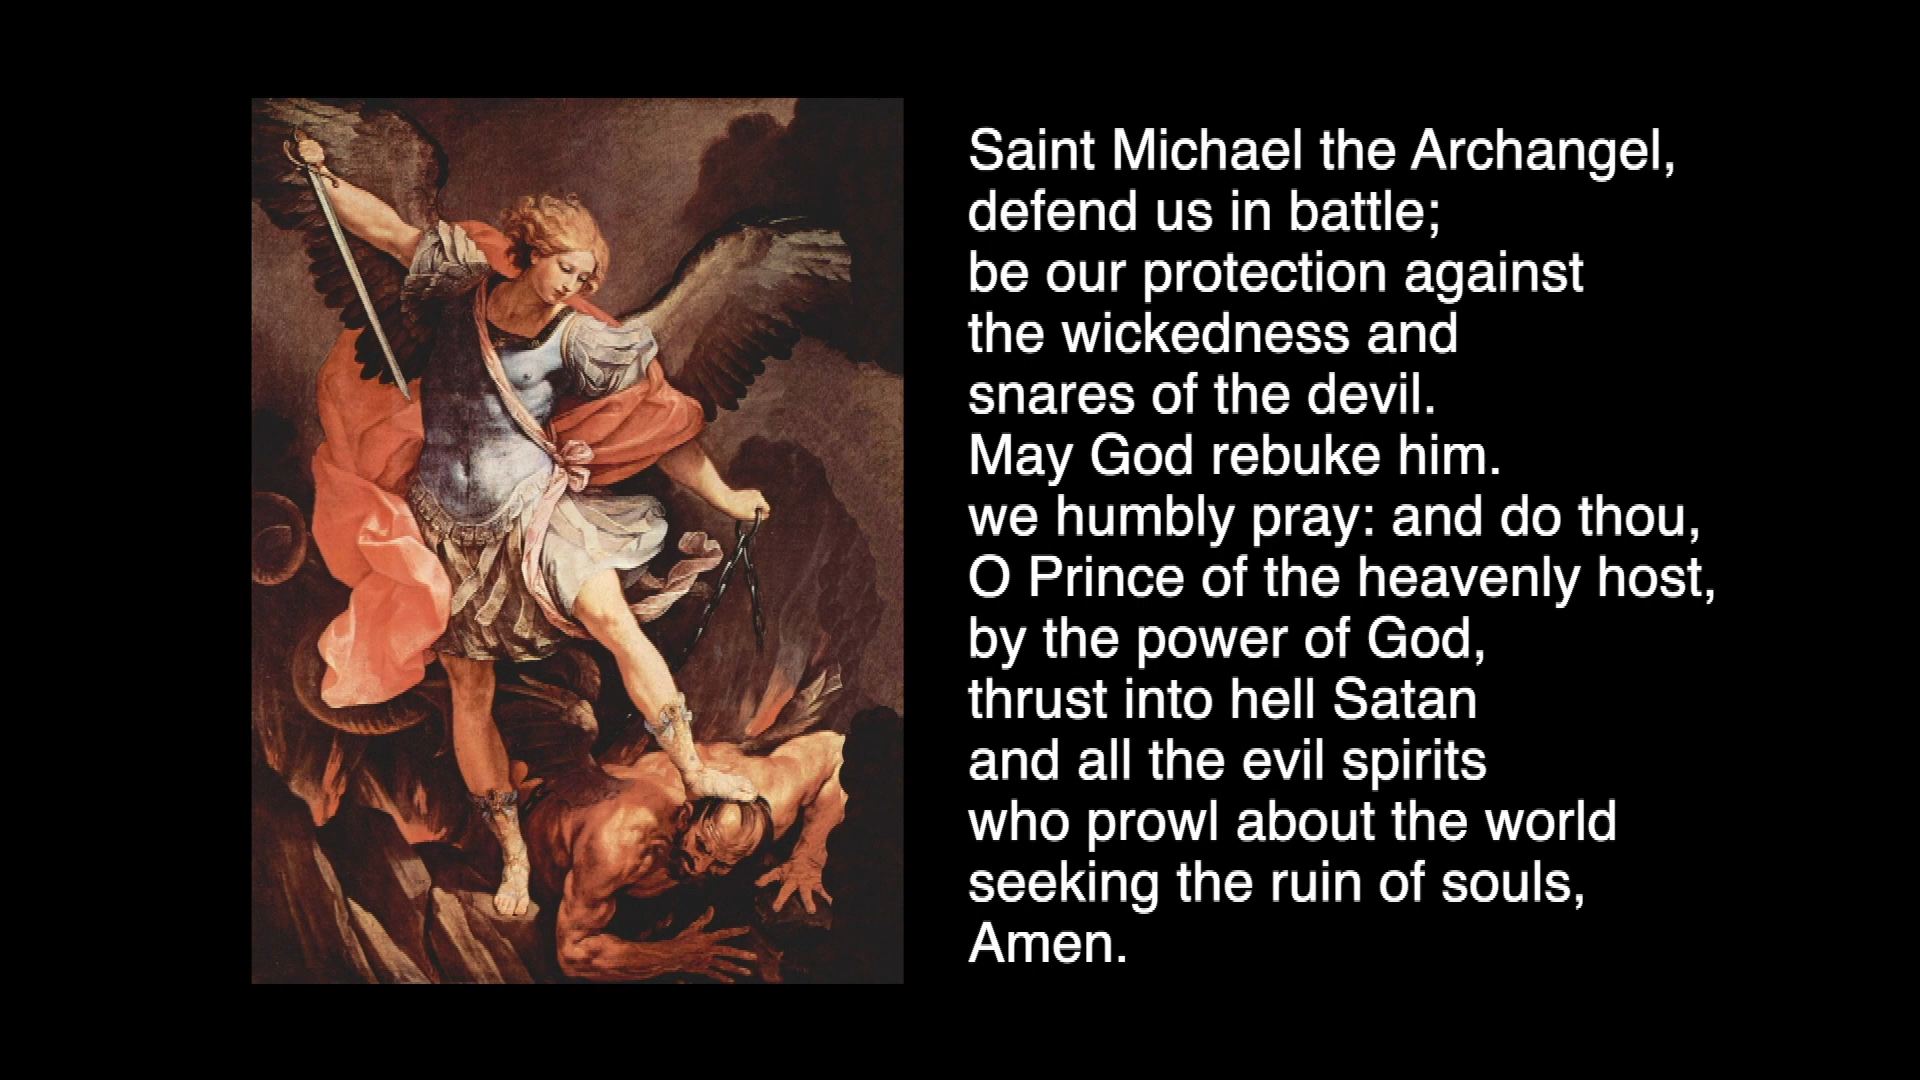 Saint Michael the Archangel,
defend us in battle;
be our protection against
the wickedness and
snares of the devil.
May God rebuke him.
we humbly pray: and do thou,
O Prince of the heavenly host,
by the power of God,
thrust into hell Satan
and all the evil spirits
who prowl about the world
seeking the ruin of souls,
Amen.